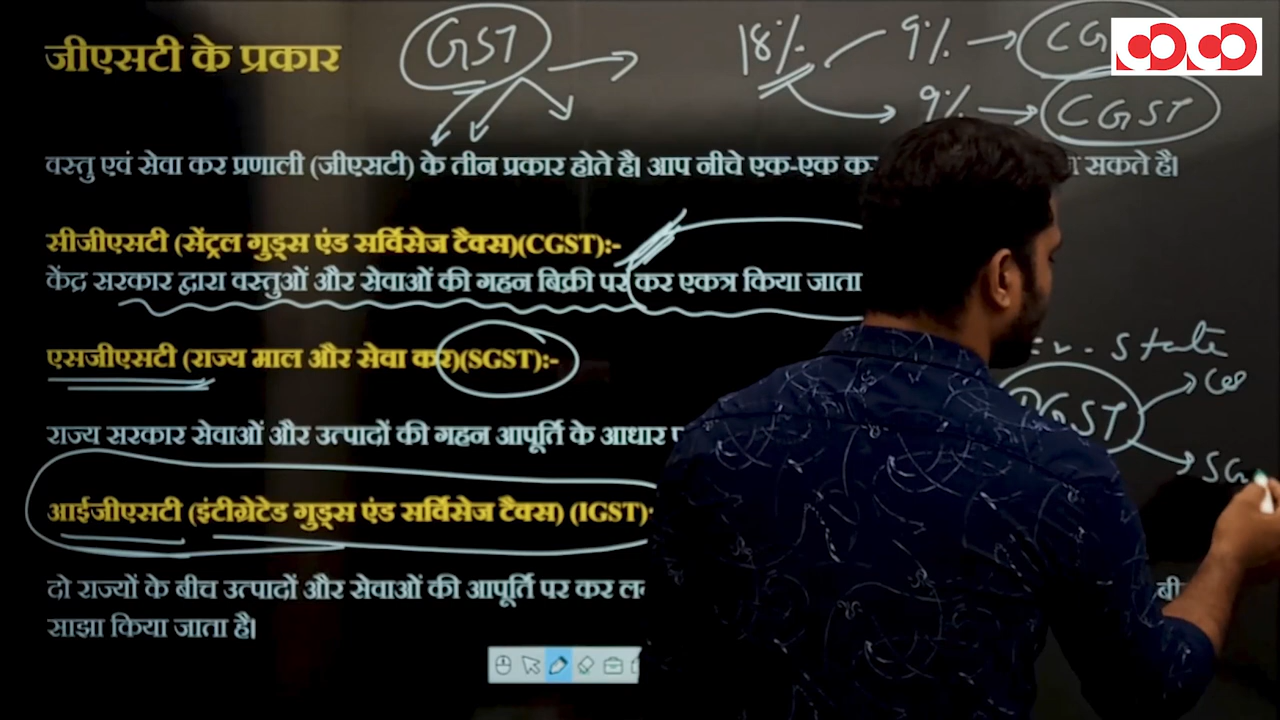 जीएसटी के प्रकार
GST
18%
9%
9%
CGST
वस्तु एवं सेवा कर प्रणाली (जीएसटी) के तीन प्रकार होते है। आप नीचे एक-एक सकते है।
सीजीएसटी (सेंट्रल गुड्स एंड सर्विसेज टैक्स)(CGST):-
केंद्र सरकार द्वारा वस्तुओं और सेवाओं की गहन बिक्री पर कर एकत्र किया जाता
State
एसजीएसटी (राज्य माल और सेवा कर)(SGST):-
राज्य सरकार सेवाओं और उत्पादों की गहन आपूर्ति के आधार
आईजीएसटी (इंटीग्रेटेड गुड्स एंड सर्विसेज टैक्स) (IGST)
दो राज्यों के बीच उत्पादों और सेवाओं की आपूर्ति पर कर
साझा किया जाता है।